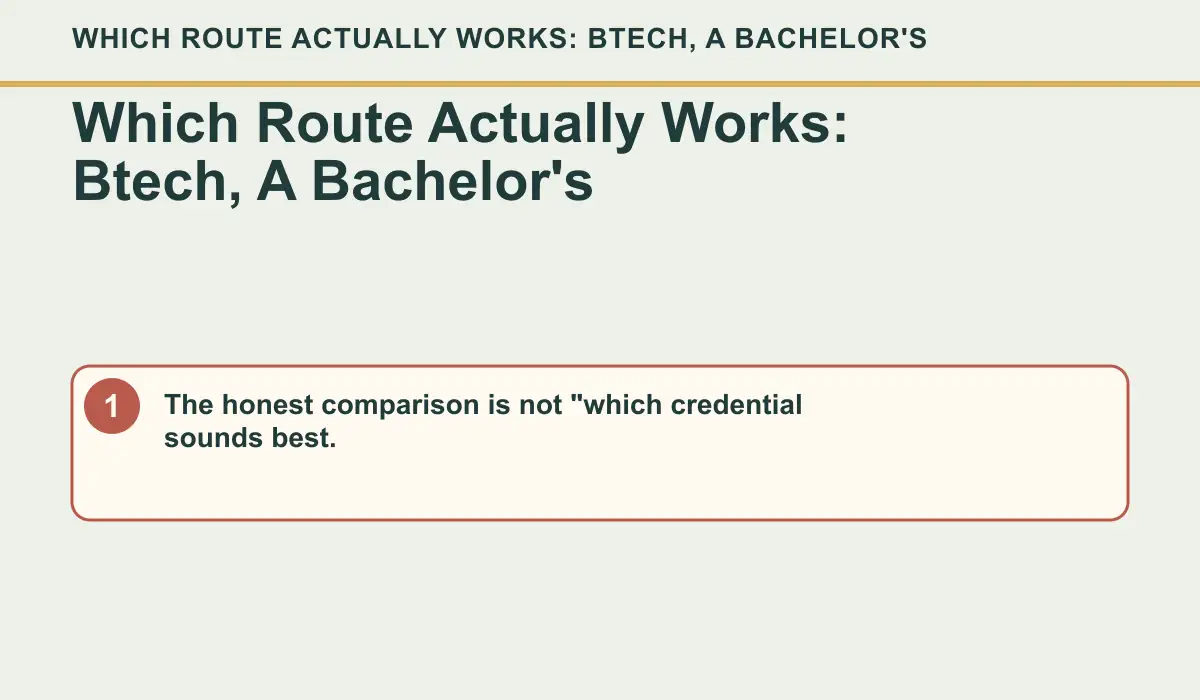 WHICH ROUTE ACTUALLY WORKS: BTECH, A BACHELOR'S
Which Route Actually Works:
Btech, A Bachelor's
1
The honest comparison is not "which credential
sounds best.